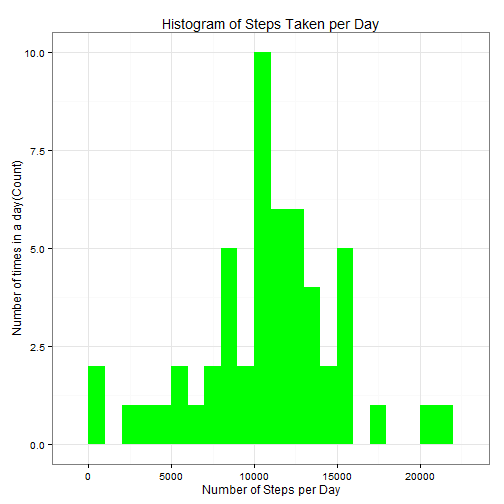 Histogram of Steps Taken per Day
10.0
7.5
5.0
2.5
0.0
Number of times in a day(Count)
0 5000 10000 15000 20000
Number of Steps per Day